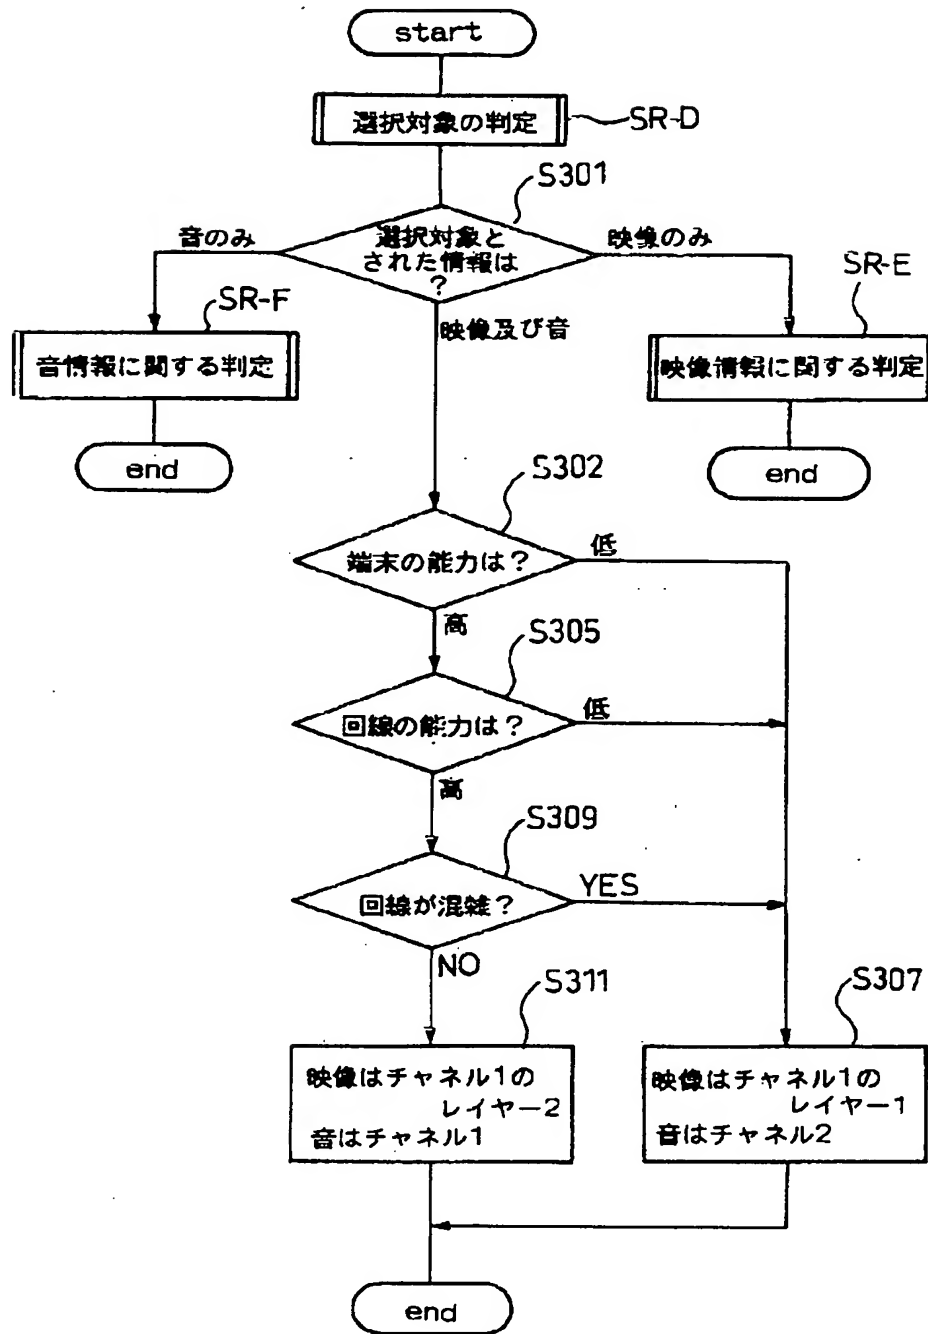 start
選択対象の判定
SR-D
S301
選択対象と
された情報は
?
音のみ
映像のみ
映像及び音
SR-F
音情報に関する判定
end
SR-E
映像情報に関する判定
end
S302
端末の能力は?
低
高
S305
回線の能力は?
低
高
S309
回線が混雑?
YES
NO
S311
映像はチャネル1の
レイヤー2
音はチャネル1
S307
映像はチャネル1の
レイヤー1
音はチャネル2
end